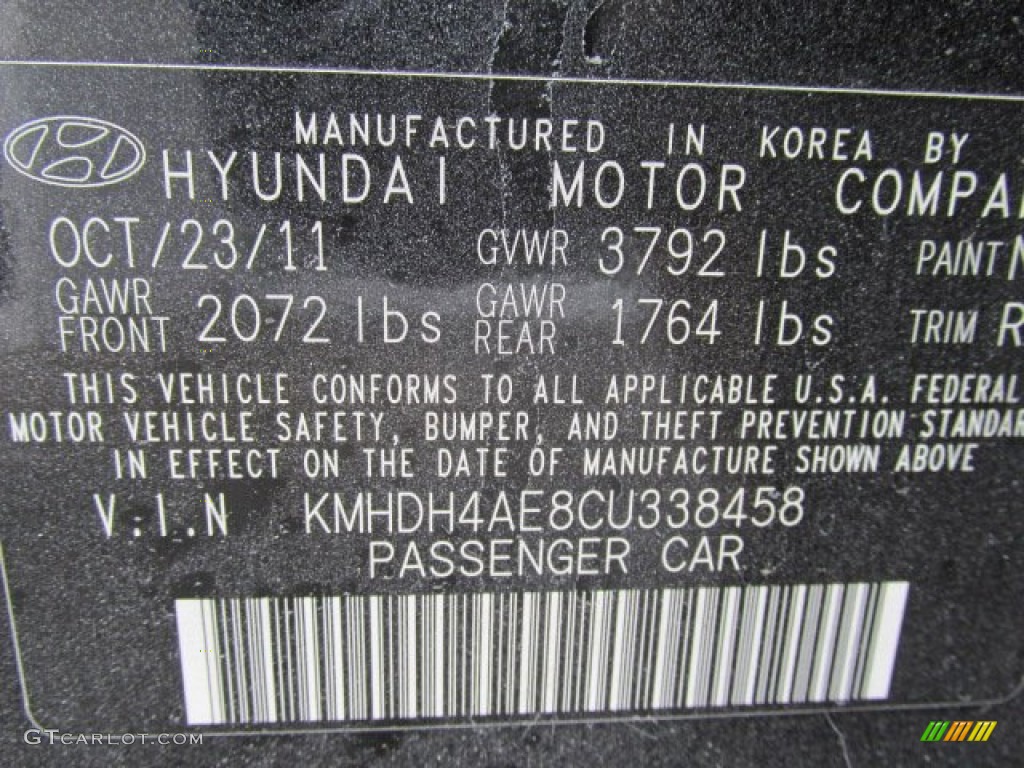 MANUFACTURED IN KOREA BY
HYUNDAI MOTOR
OCT/23/11 GVWR 3792 lbs PAINT
GAWR FRONT 2072 lbs GAWR REAR 1764 lbs TRIM
THIS VEHICLE CONFORMS TO ALL APPLICABLE U.S.A. FEDERAL
MOTOR VEHICLE SAFETY, BUMPER, AND THEFT PREVENTION
IN EFFECT ON THE DATE OF MANUFACTURE SHOWN ABOVE
V.I.N KMHDH4AE8CU338458
PASSENGER CAR
GTCARLOT.COM